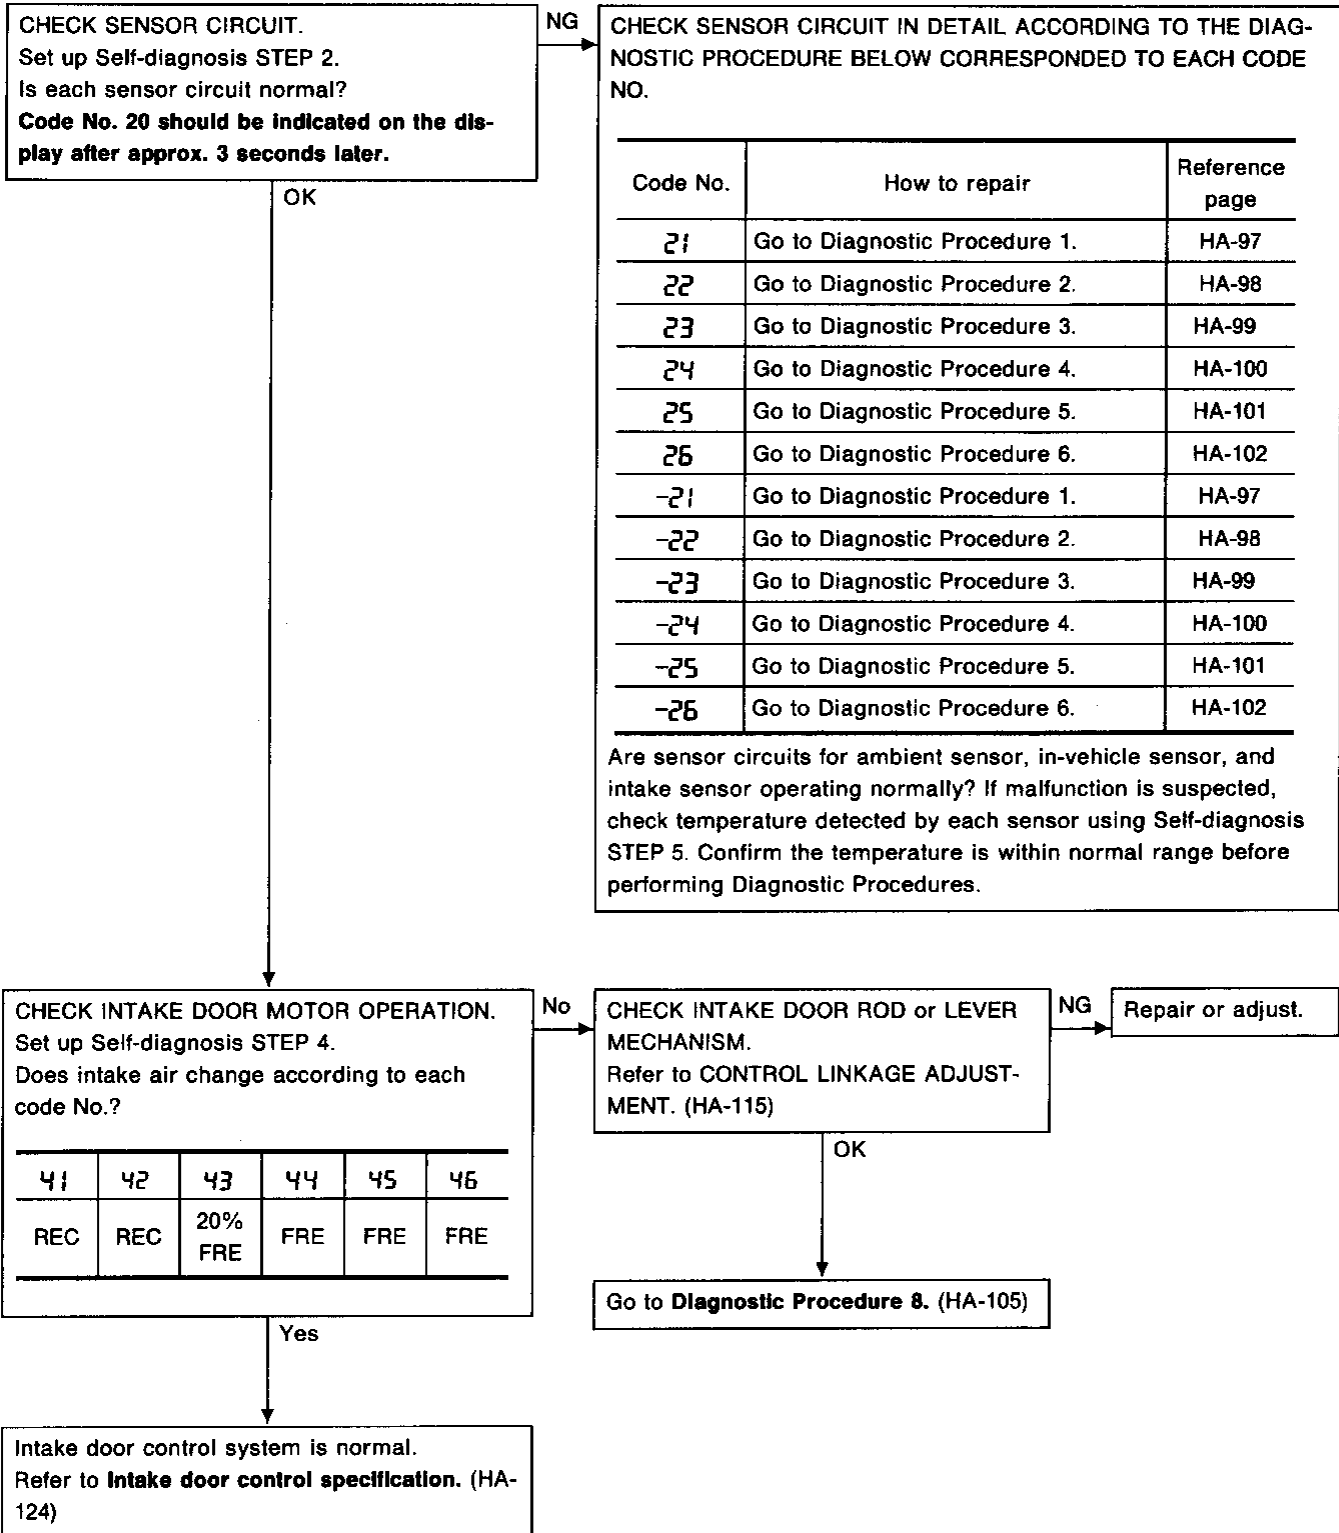 CHECK SENSOR CIRCUIT.
Set up Self-diagnosis STEP 2.
Is each sensor circuit normal?
Code No. 20 should be indicated on the dis-
play after approx. 3 seconds later.
NG
OK
CHECK SENSOR CIRCUIT IN DETAIL ACCORDING TO THE DIAG-
NOSTIC PROCEDURE BELOW CORRESPONDED TO EACH CODE
NO.
Code No. How to repair Reference page
21 Go to Diagnostic Procedure 1. HA-97
22 Go to Diagnostic Procedure 2. HA-98
23 Go to Diagnostic Procedure 3. HA-99
24 Go to Diagnostic Procedure 4. HA-100
25 Go to Diagnostic Procedure 5. HA-101
26 Go to Diagnostic Procedure 6. HA-102
-21 Go to Diagnostic Procedure 1. HA-97
-22 Go to Diagnostic Procedure 2. HA-98
-23 Go to Diagnostic Procedure 3. HA-99
-24 Go to Diagnostic Procedure 4. HA-100
-25 Go to Diagnostic Procedure 5. HA-101
-26 Go to Diagnostic Procedure 6. HA-102
Are sensor circuits for ambient sensor, in-vehicle sensor, and
intake sensor operating normally? If malfunction is suspected,
check temperature detected by each sensor using Self-diagnosis
STEP 5. Confirm the temperature is within normal range before
performing Diagnostic Procedures.
CHECK INTAKE DOOR MOTOR OPERATION.
Set up Self-diagnosis STEP 4.
Does intake air change according to each
code No.?
41 42 43 44 45 46
REC REC 20% FRE FRE FRE FRE
No
CHECK INTAKE DOOR ROD or LEVER
MECHANISM.
Refer to CONTROL LINKAGE ADJUST-
MENT. (HA-115)
NG
Repair or adjust.
OK
Go to Diagnostic Procedure 8. (HA-105)
Yes
Intake door control system is normal.
Refer to Intake door control specification. (HA-
124)